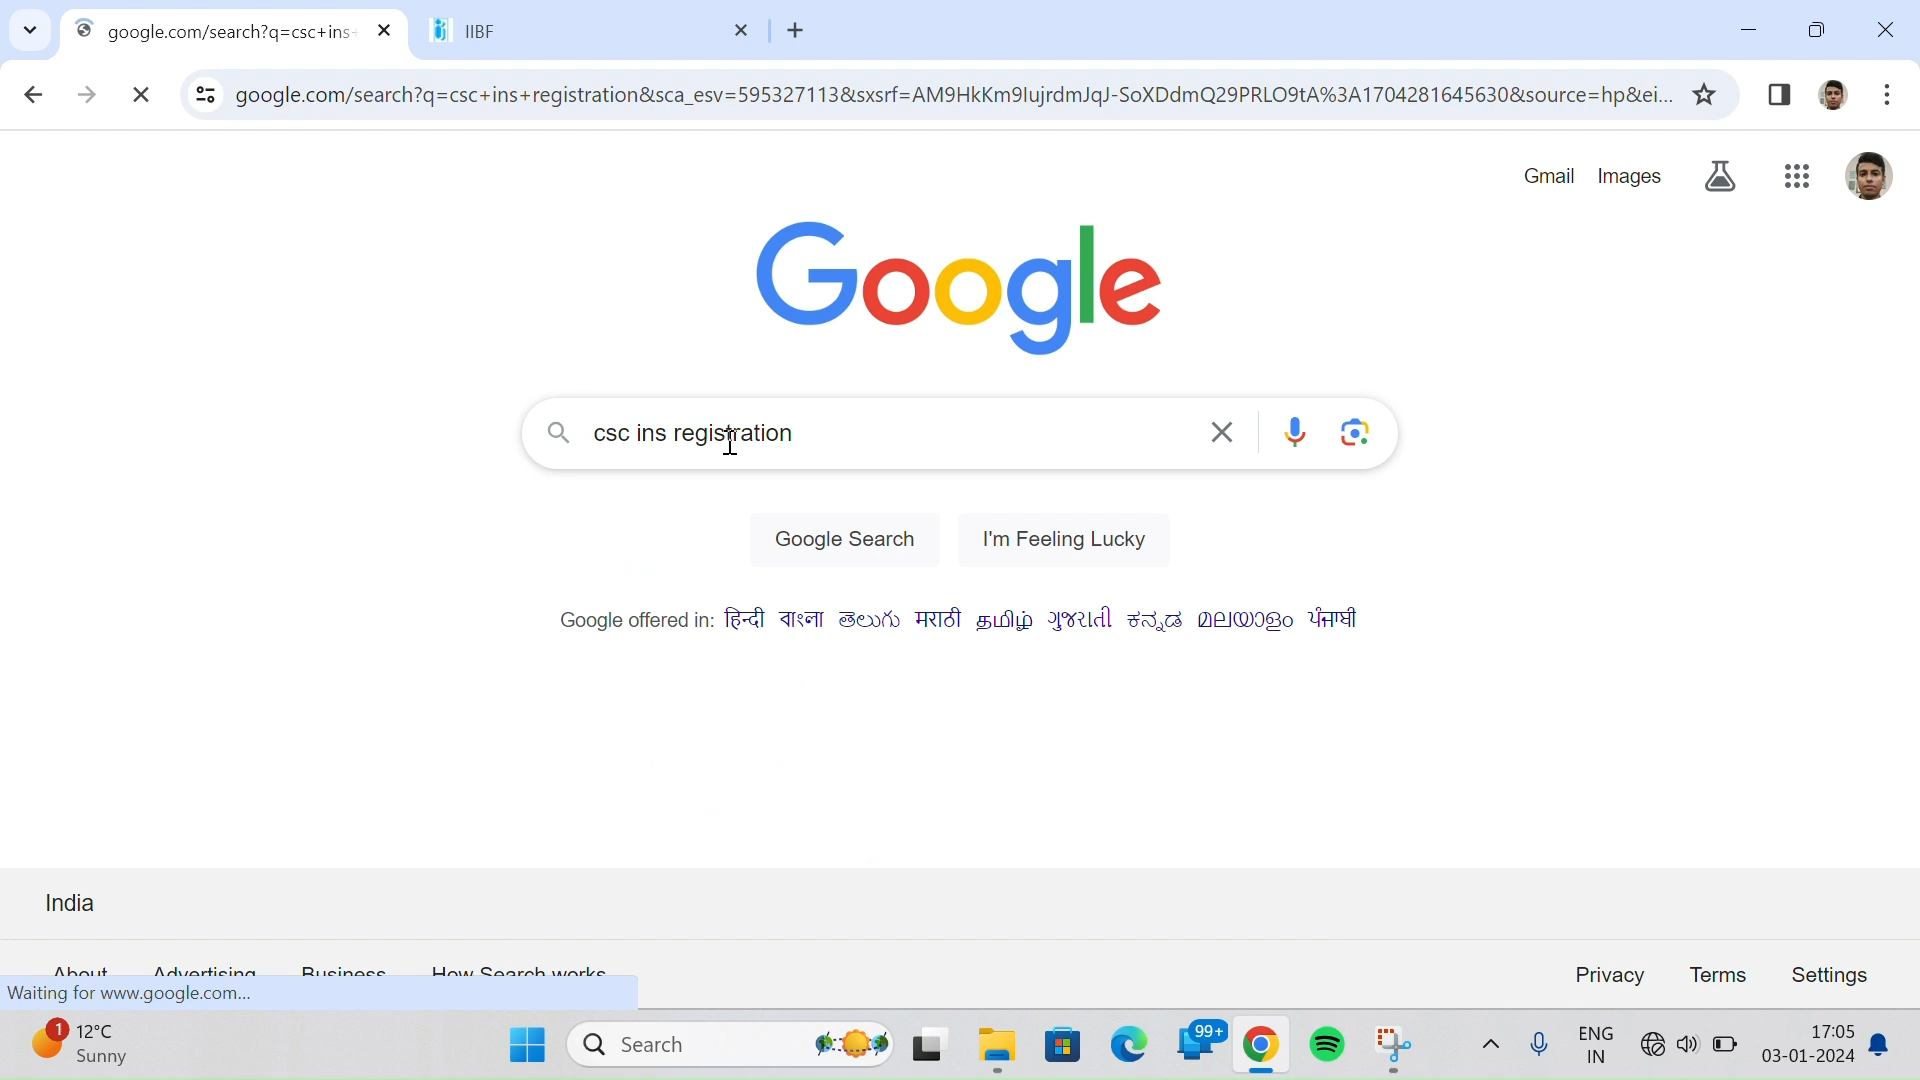 google.com/search?q=csc+ins+
IIBF
google.com/search?q=csc+ins+registration&sca_esv=595327113&sxsrf=AM9HkKm9lujrdmJqJ-SoXDdmQ29PRLO9tA%3A1704281645630&source=hp&ei...
Gmail Images
Google
csc ins registration
Google Search I'm Feeling Lucky
Google offered in: हिन्दी বাংলা తెలుగు मराठी தமிழ் ગુજરાતી ಕನ್ನಡ മലയാളം ਪੰਜਾਬੀ
India
About Advertising Business How Search works Privacy Terms Settings
Waiting for www.google.com...
1 12°C
Sunny
Search
99+
ENG
IN
17:05
03-01-2024